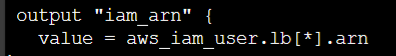 output "iam_arn" {
  value = aws_iam_user.lb[*].arn